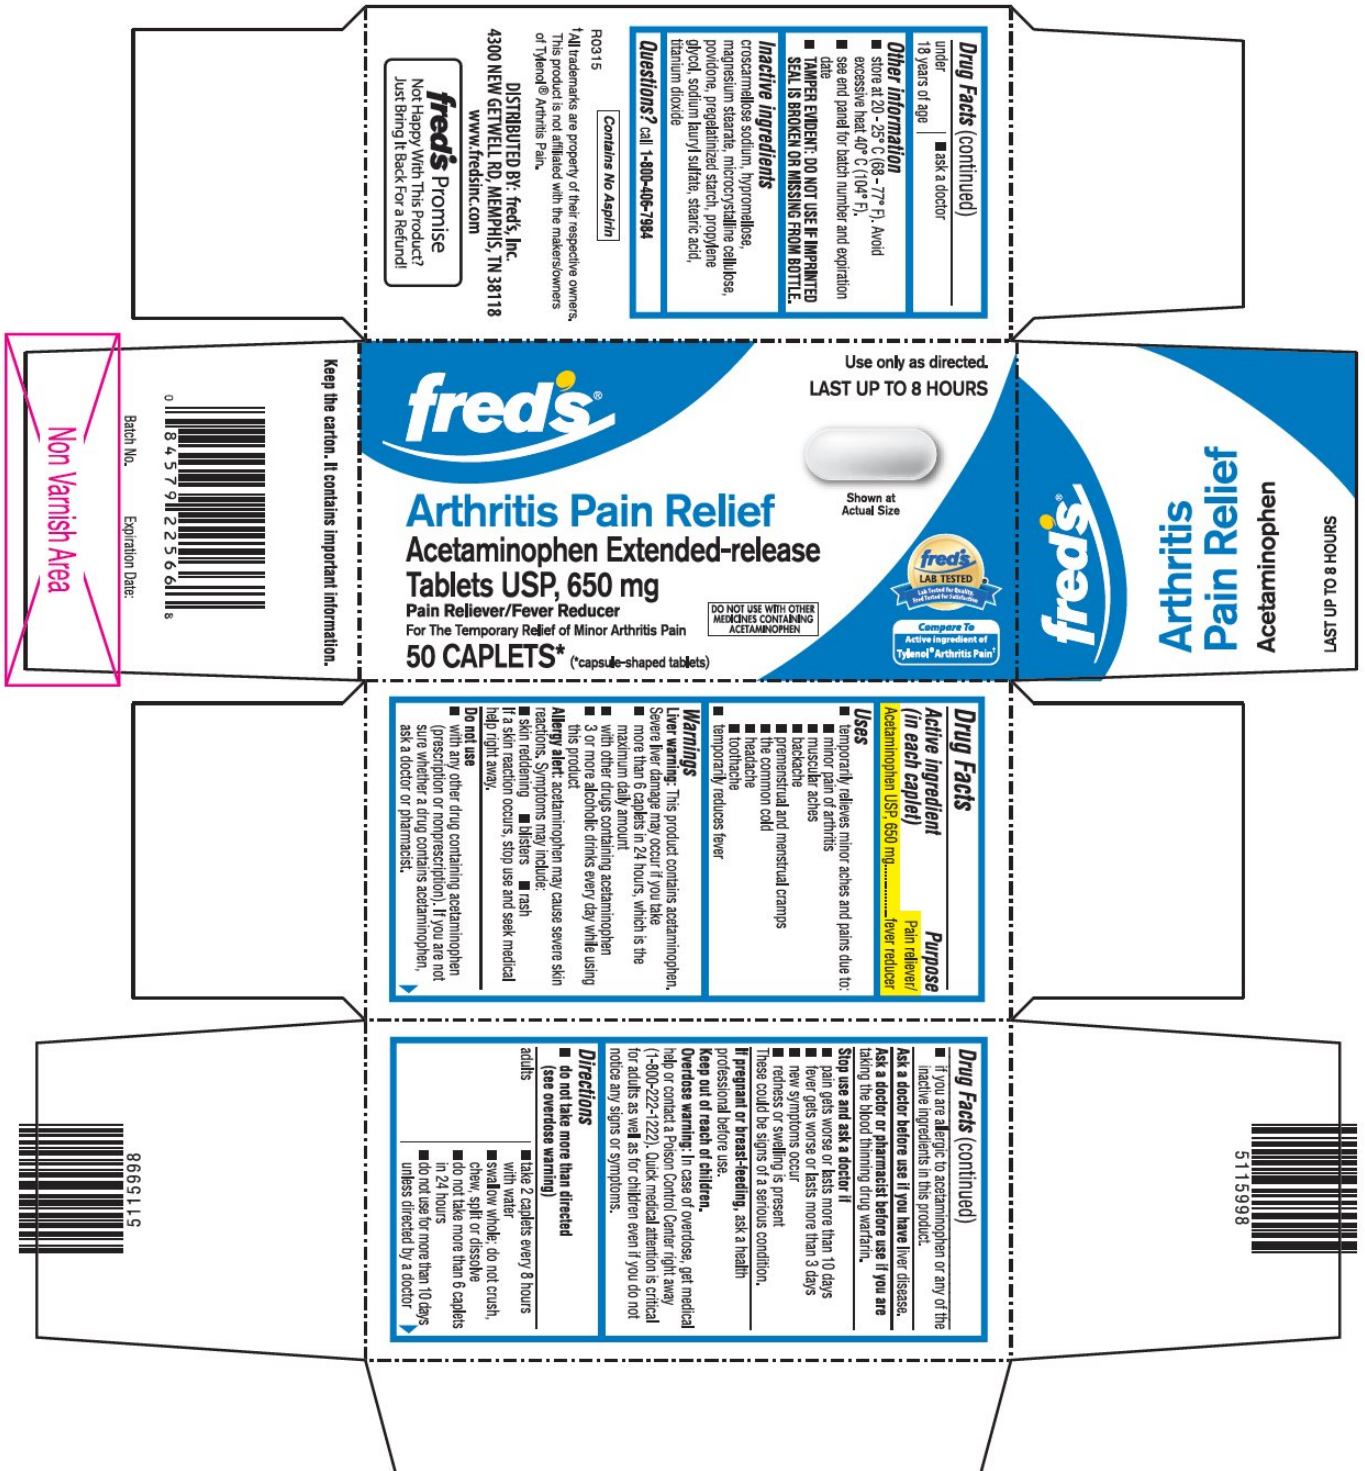 Drug Facts (continued)
under
18 years of age
■ ask a doctor
Other information
■ store at 20 - 25° C (68 - 77° F). Avoid
excessive heat 40° C (104° F).
■ see end panel for batch number and expiration
date
■ TAMPER EVIDENT: DO NOT USE IF IMPRINTED
SEAL IS BROKEN OR MISSING FROM BOTTLE.
Inactive ingredients
croscarmellose sodium, hypromellose,
magnesium stearate, microcrystalline cellulose,
povidone, pregelatinized starch, propylene
glycol, sodium lauryl sulfate, stearic acid,
titanium dioxide
Questions? call 1-800-406-7984
Contains No Aspirin
R0315
†All trademarks are property of their respective owners.
This product is not affiliated with the makers/owners
of Tylenol® Arthritis Pain.
DISTRIBUTED BY: fred's, Inc.
4300 NEW GETWELL RD, MEMPHIS, TN 38118
www.fredsinc.com
fred's Promise
Not Happy With This Product?
Just Bring It Back For a Refund!
Keep the carton. It contains important information.
0 84579 22566 8
Batch No. Expiration Date:
Non Varnish Area
fred's®
Use only as directed.
LAST UP TO 8 HOURS
Shown at
Actual Size
Arthritis Pain Relief
Acetaminophen Extended-release
Tablets USP, 650 mg
Pain Reliever/Fever Reducer
For The Temporary Relief of Minor Arthritis Pain
50 CAPLETS* (*capsule-shaped tablets)
DO NOT USE WITH OTHER
MEDICINES CONTAINING
ACETAMINOPHEN
fred's
LAB TESTED
Lab Tested for Quality,
Fred Tested for Satisfaction
Compare To
Active ingredient of
Tylenol® Arthritis Pain†
fred's®
Arthritis
Pain Relief
Acetaminophen
LAST UP TO 8 HOURS
Drug Facts
Active ingredient
(in each caplet)
Purpose
Pain reliever/
Acetaminophen USP, 650 mg.............fever reducer
Uses
■ temporarily relieves minor aches and pains due to:
■ minor pain of arthritis
■ muscular aches
■ backache
■ premenstrual and menstrual cramps
■ the common cold
■ headache
■ toothache
■ temporarily reduces fever
Warnings
Liver warning: This product contains acetaminophen.
Severe liver damage may occur if you take
■ more than 6 caplets in 24 hours, which is the
maximum daily amount
■ with other drugs containing acetaminophen
■ 3 or more alcoholic drinks every day while using
this product
Allergy alert: acetaminophen may cause severe skin
reactions. Symptoms may include:
■ skin reddening ■ blisters ■ rash
If a skin reaction occurs, stop use and seek medical
help right away.
Do not use
■ with any other drug containing acetaminophen
(prescription or nonprescription). If you are not
sure whether a drug contains acetaminophen,
ask a doctor or pharmacist.
Drug Facts (continued)
■ if you are allergic to acetaminophen or any of the
inactive ingredients in this product.
Ask a doctor before use if you have liver disease.
Ask a doctor or pharmacist before use if you are
taking the blood thinning drug warfarin.
Stop use and ask a doctor if
■ pain gets worse or lasts more than 10 days
■ fever gets worse or lasts more than 3 days
■ new symptoms occur
■ redness or swelling is present
These could be signs of a serious condition.
If pregnant or breast-feeding, ask a health
professional before use.
Keep out of reach of children.
Overdose warning: In case of overdose, get medical
help or contact a Poison Control Center right away
(1-800-222-1222). Quick medical attention is critical
for adults as well as for children even if you do not
notice any signs or symptoms.
Directions
■ do not take more than directed
(see overdose warning)
adults
■ take 2 caplets every 8 hours
with water
■ swallow whole; do not crush,
chew, split or dissolve
■ do not take more than 6 caplets
in 24 hours
■ do not use for more than 10 days
unless directed by a doctor
5115998
5115998